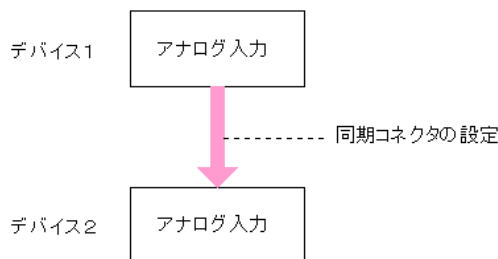 デバイス1
アナログ入力
同期コネクタの設定
デバイス2
アナログ入力